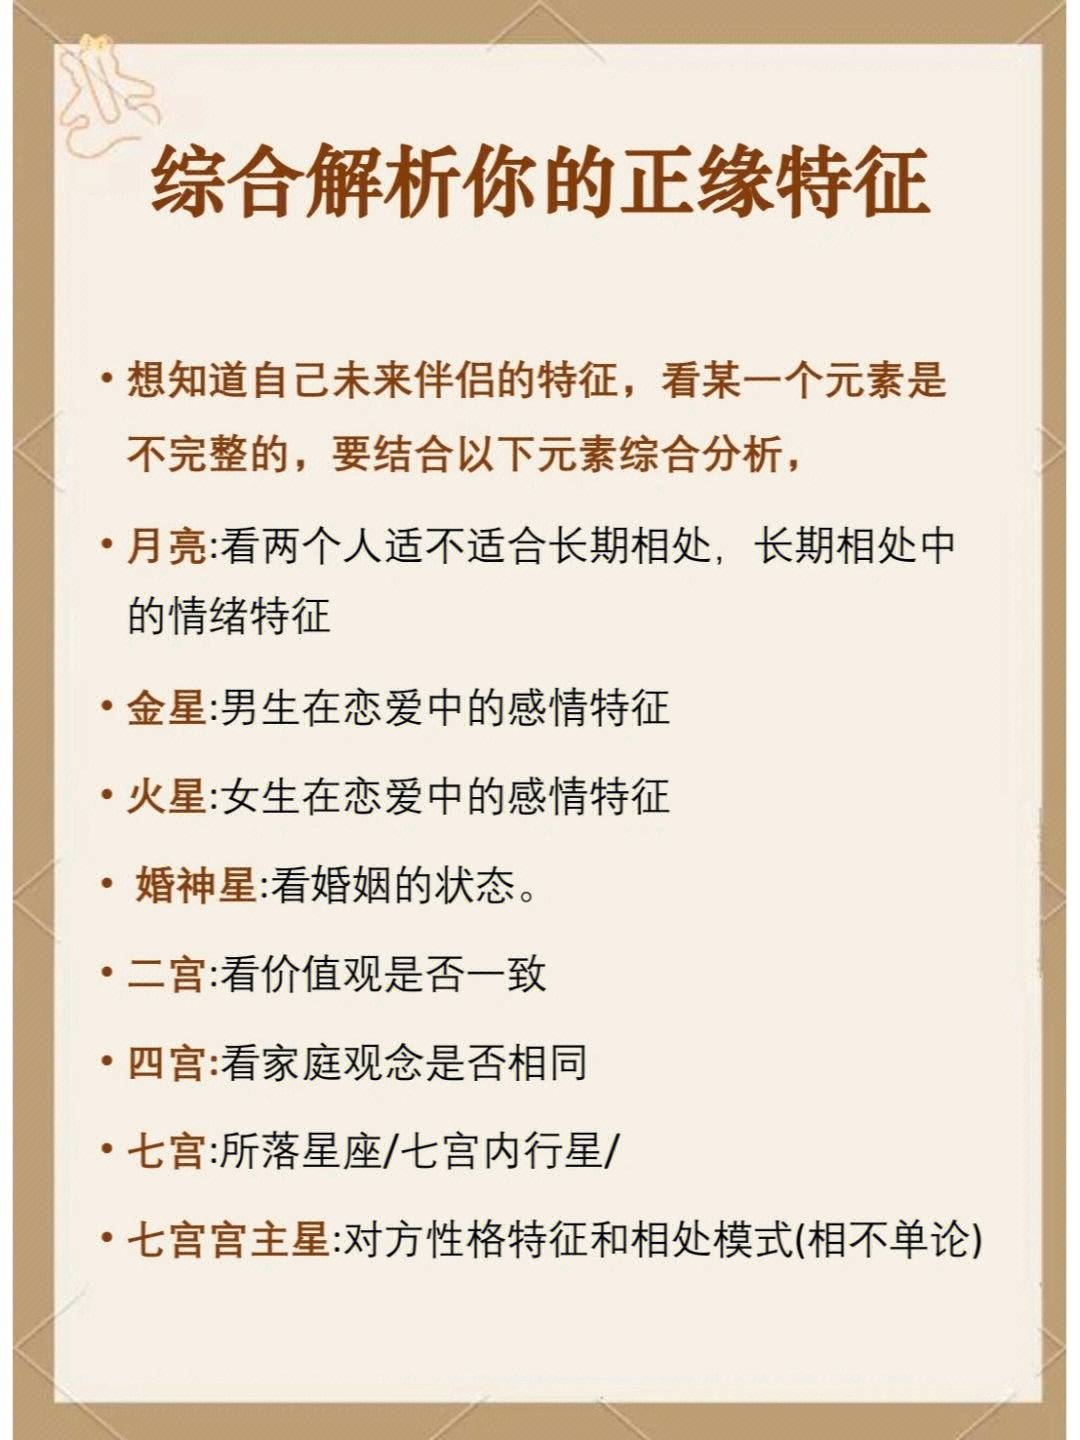 综合解析你的正缘特征
• 想知道自己未来伴侣的特征，看某一个元素是
不完整的，要结合以下元素综合分析，
• 月亮:看两个人适不适合长期相处，长期相处中
的情绪特征
• 金星:男生在恋爱中的感情特征
• 火星:女生在恋爱中的感情特征
• 婚神星:看婚姻的状态。
• 二宫:看价值观是否一致
• 四宫:看家庭观念是否相同
• 七宫:所落星座/七宫内行星/
• 七宫宫主星:对方性格特征和相处模式(相不单论)